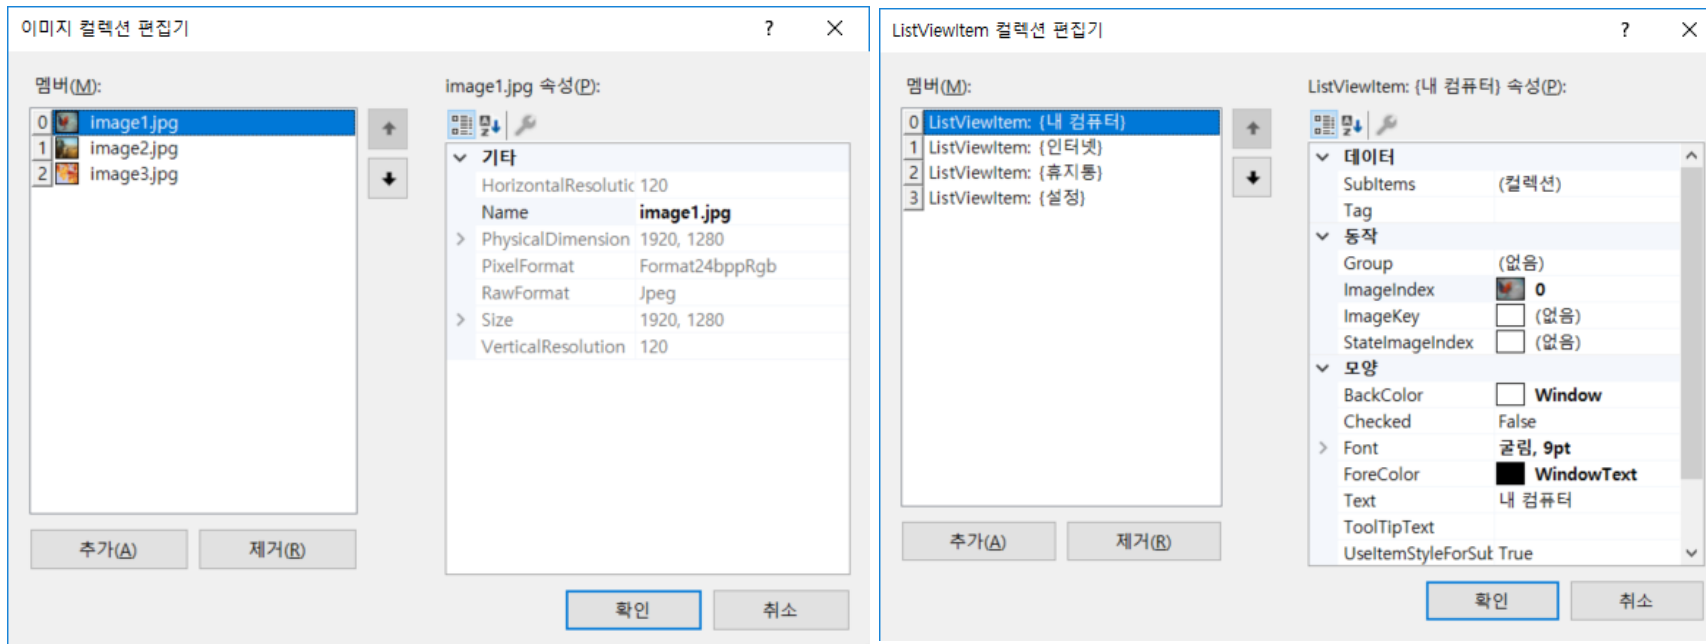 이미지 컬렉션 편집기
?
멤버(M):
0 image1.jpg
1 image2.jpg
2 image3.jpg
추가(A)
제거(R)
image1.jpg 속성(P):
기타
HorizontalResolutic 120
Name image1.jpg
PhysicalDimension 1920, 1280
PixelFormat Format24bppRgb
RawFormat Jpeg
Size 1920, 1280
VerticalResolution 120
확인
취소
ListViewItem 컬렉션 편집기
?
멤버(M):
0 ListViewItem: {내 컴퓨터}
1 ListViewItem: {인터넷}
2 ListViewItem: {휴지통}
3 ListViewItem: {설정}
추가(A)
제거(R)
ListViewItem: {내 컴퓨터} 속성(P):
데이터
SubItems (컬렉션)
Tag
동작
Group (없음)
ImageIndex 0
ImageKey (없음)
StateImageIndex (없음)
모양
BackColor Window
Checked False
Font 굴림, 9pt
ForeColor WindowText
Text 내 컴퓨터
ToolTipText
UseItemStyleForSub True
확인
취소